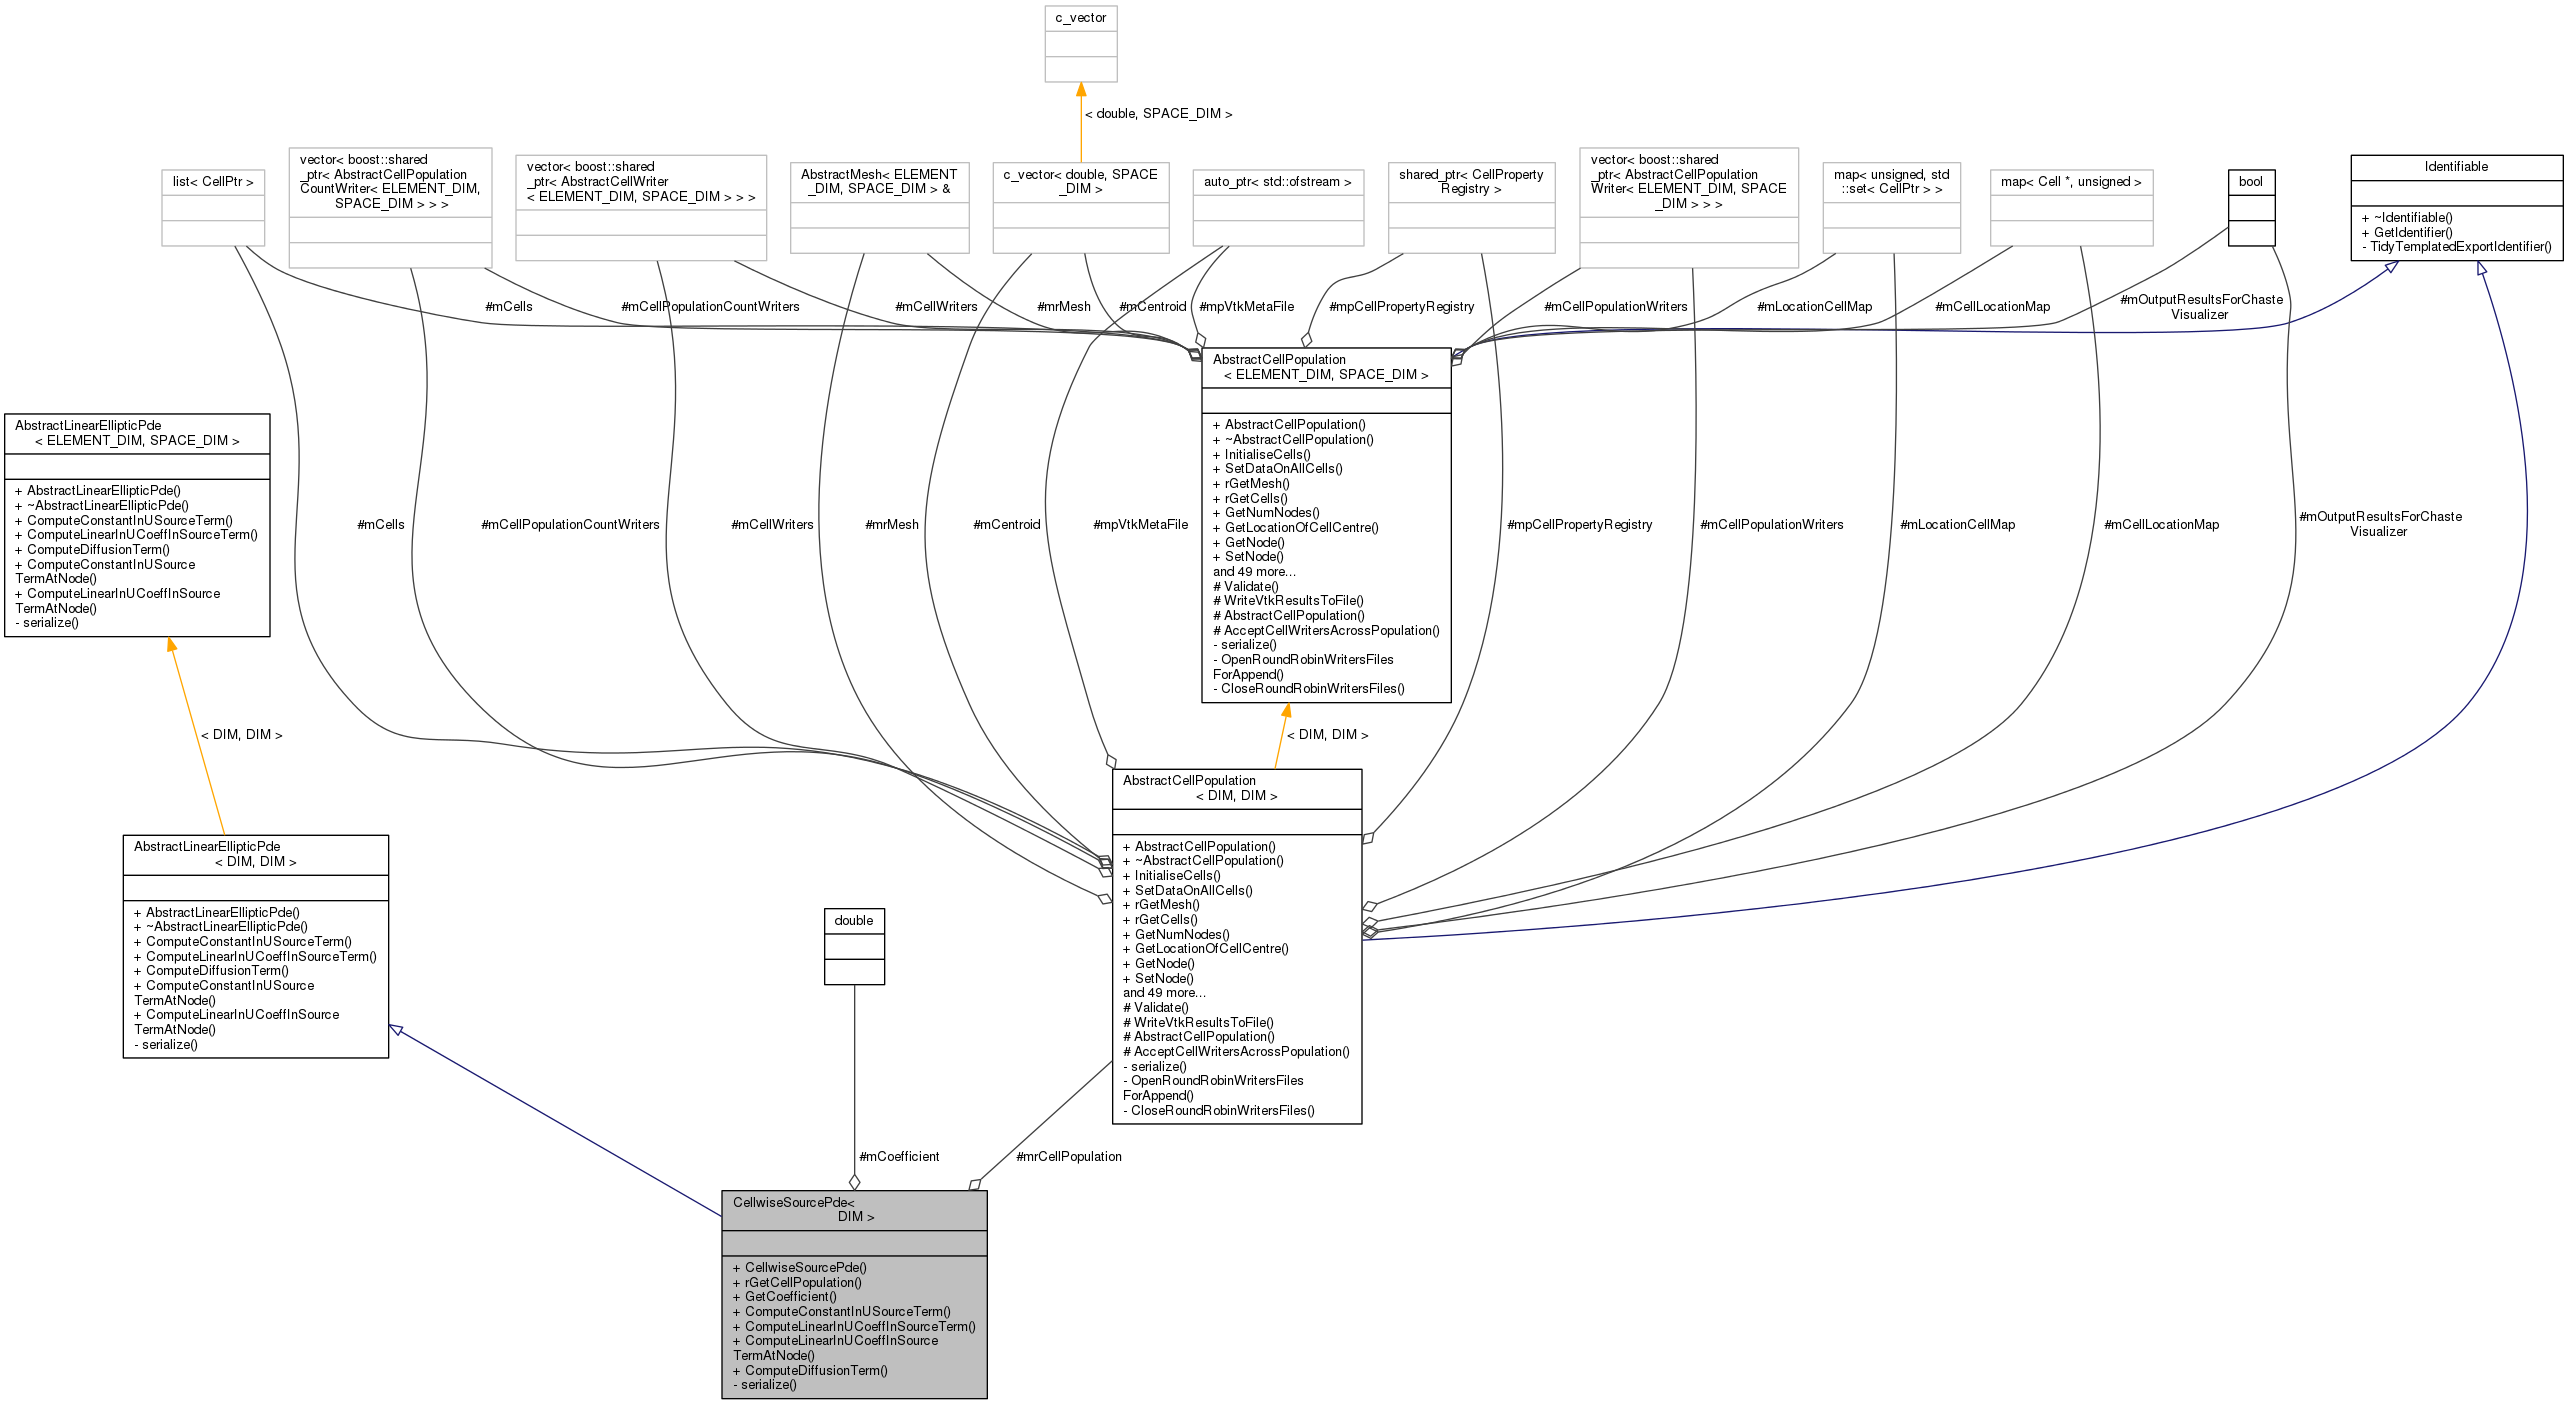 c_vector
< double, SPACE_DIM >
list< CellPtr >
vector< boost::shared
_ptr< AbstractCellPopulation
CountWriter< ELEMENT_DIM,
SPACE_DIM > > >
vector< boost::shared
_ptr< AbstractCellWriter
< ELEMENT_DIM, SPACE_DIM > > >
AbstractMesh< ELEMENT
_DIM, SPACE_DIM > &
c_vector< double, SPACE
_DIM >
auto_ptr< std::ofstream >
shared_ptr< CellProperty
Registry >
vector< boost::shared
_ptr< AbstractCellPopulation
Writer< ELEMENT_DIM, SPACE
_DIM > > >
map< unsigned, std
::set< CellPtr > >
map< Cell *, unsigned >
bool
Identifiable
+ ~Identifiable()
+ GetIdentifier()
- TidyTemplatedExportIdentifier()
#mCells
#mCellPopulationCountWriters
#mCellWriters
#mrMesh
#mCentroid
#mpVtkMetaFile
#mpCellPropertyRegistry
#mCellPopulationWriters
#mLocationCellMap
#mCellLocationMap
#mOutputResultsForChaste
Visualizer
AbstractCellPopulation
< ELEMENT_DIM, SPACE_DIM >
+ AbstractCellPopulation()
+ ~AbstractCellPopulation()
+ InitialiseCells()
+ SetDataOnAllCells()
+ rGetMesh()
+ rGetCells()
+ GetNumNodes()
+ GetLocationOfCellCentre()
+ GetNode()
+ SetNode()
and 49 more...
# Validate()
# WriteVtkResultsToFile()
# AbstractCellPopulation()
# AcceptCellWritersAcrossPopulation()
- serialize()
- OpenRoundRobinWritersFiles
ForAppend()
- CloseRoundRobinWritersFiles()
AbstractLinearEllipticPde
< ELEMENT_DIM, SPACE_DIM >
+ AbstractLinearEllipticPde()
+ ~AbstractLinearEllipticPde()
+ ComputeConstantInUSourceTerm()
+ ComputeLinearInUCoeffInSourceTerm()
+ ComputeDiffusionTerm()
+ ComputeConstantInUSource
TermAtNode()
+ ComputeLinearInUCoeffInSource
TermAtNode()
- serialize()
#mCells
#mCellPopulationCountWriters
#mCellWriters
#mrMesh
#mCentroid
#mpVtkMetaFile
#mpCellPropertyRegistry
#mCellPopulationWriters
#mLocationCellMap
#mCellLocationMap
#mOutputResultsForChaste
Visualizer
< DIM, DIM >
< DIM, DIM >
AbstractCellPopulation
< DIM, DIM >
+ AbstractCellPopulation()
+ ~AbstractCellPopulation()
+ InitialiseCells()
+ SetDataOnAllCells()
+ rGetMesh()
+ rGetCells()
+ GetNumNodes()
+ GetLocationOfCellCentre()
+ GetNode()
+ SetNode()
and 49 more...
# Validate()
# WriteVtkResultsToFile()
# AbstractCellPopulation()
# AcceptCellWritersAcrossPopulation()
- serialize()
- OpenRoundRobinWritersFiles
ForAppend()
- CloseRoundRobinWritersFiles()
AbstractLinearEllipticPde
< DIM, DIM >
+ AbstractLinearEllipticPde()
+ ~AbstractLinearEllipticPde()
+ ComputeConstantInUSourceTerm()
+ ComputeLinearInUCoeffInSourceTerm()
+ ComputeDiffusionTerm()
+ ComputeConstantInUSource
TermAtNode()
+ ComputeLinearInUCoeffInSource
TermAtNode()
- serialize()
double
#mCoefficient
#mrCellPopulation
CellwiseSourcePde<
DIM >
+ CellwiseSourcePde()
+ rGetCellPopulation()
+ GetCoefficient()
+ ComputeConstantInUSourceTerm()
+ ComputeLinearInUCoeffInSourceTerm()
+ ComputeLinearInUCoeffInSource
TermAtNode()
+ ComputeDiffusionTerm()
- serialize()